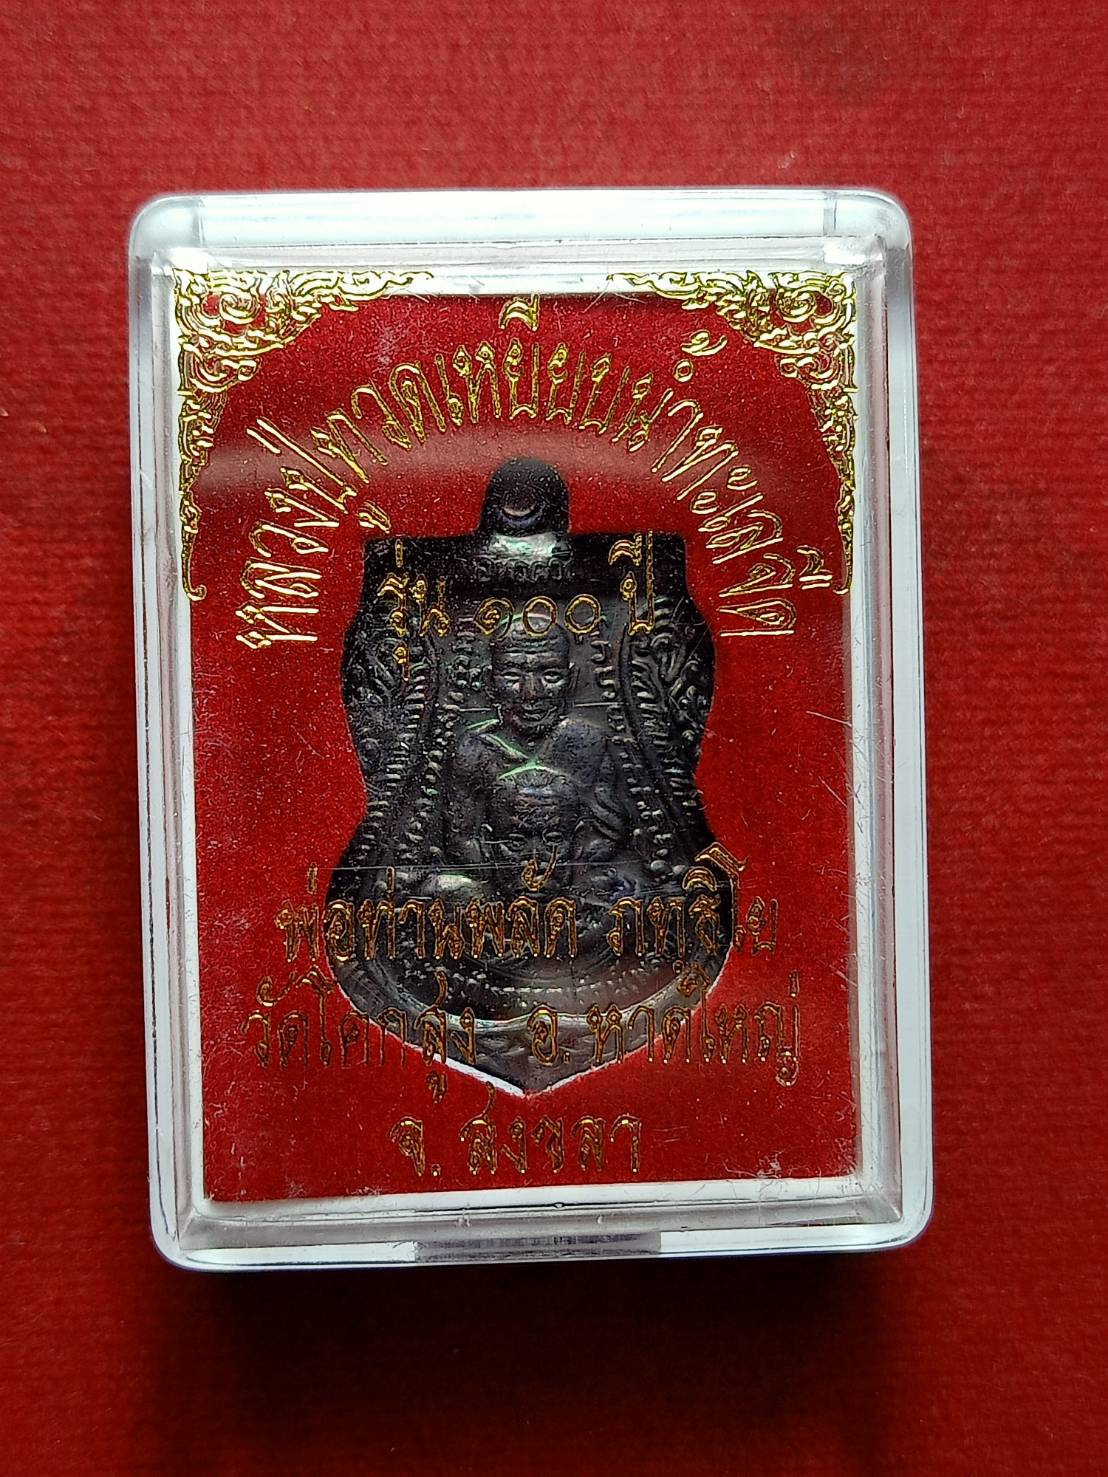 หลวงปู่ทวดเหยียบน้ำทะเลจืด
รุ่น ๑๐๐ ปี
พ่อท่านพลัด ภทฺริโย
วัดโคกสูง อ.หาดใหญ่
จ.สงขลา